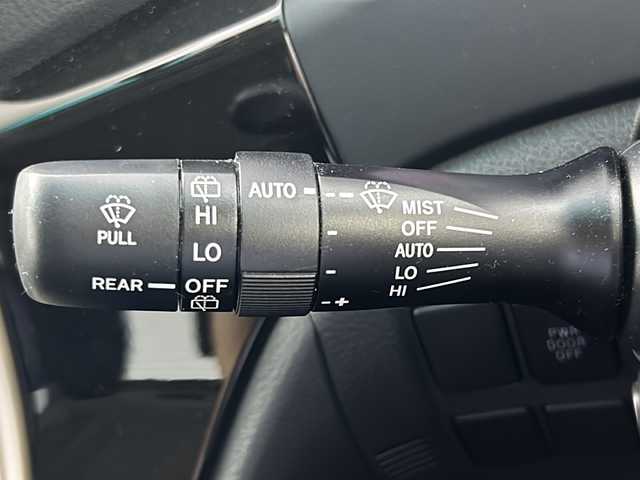 PULL
REAR
HI
LO
OFF
AUTO
- +
MIST
OFF
AUTO
LO
HI
PWR
DOOR
OFF